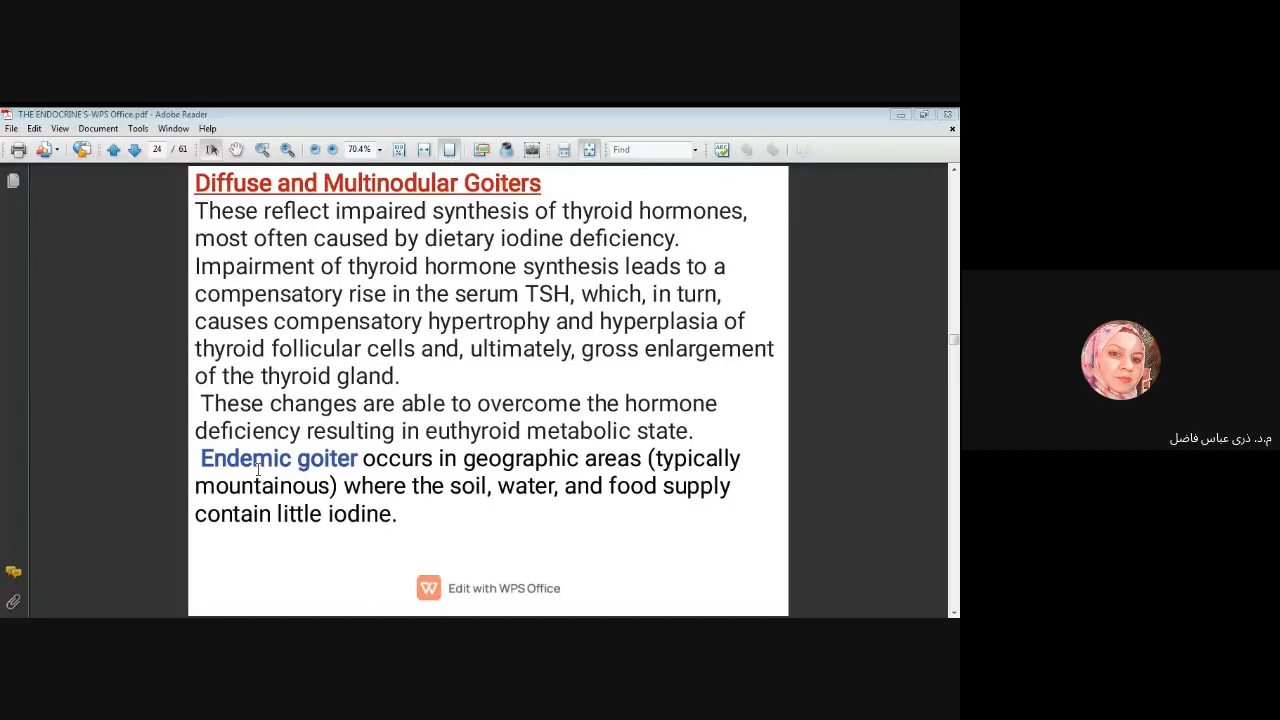 THE ENDOCRINE S-WPS Office.pdf - Adobe Reader
File Edit View Document Tools Window Help
24 / 61 70.4% Find
Diffuse and Multinodular Goiters
These reflect impaired synthesis of thyroid hormones,
most often caused by dietary iodine deficiency.
Impairment of thyroid hormone synthesis leads to a
compensatory rise in the serum TSH, which, in turn,
causes compensatory hypertrophy and hyperplasia of
thyroid follicular cells and, ultimately, gross enlargement
of the thyroid gland.
These changes are able to overcome the hormone
deficiency resulting in euthyroid metabolic state.
Endemic goiter occurs in geographic areas (typically
mountainous) where the soil, water, and food supply
contain little iodine.
Edit with WPS Office
م.د. ذرى عباس فاضل